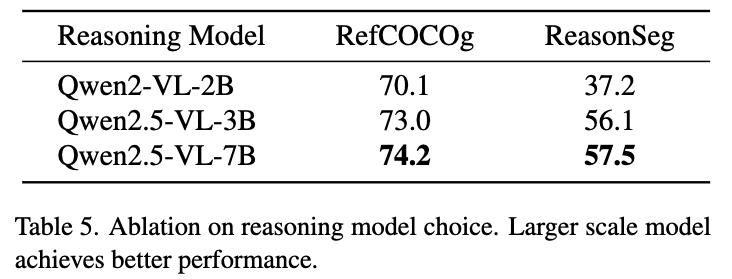 Reasoning Model RefCOCOg ReasonSeg
Qwen2-VL-2B 70.1 37.2
Qwen2.5-VL-3B 73.0 56.1
Qwen2.5-VL-7B 74.2 57.5
Table 5. Ablation on reasoning model choice. Larger scale model
achieves better performance.